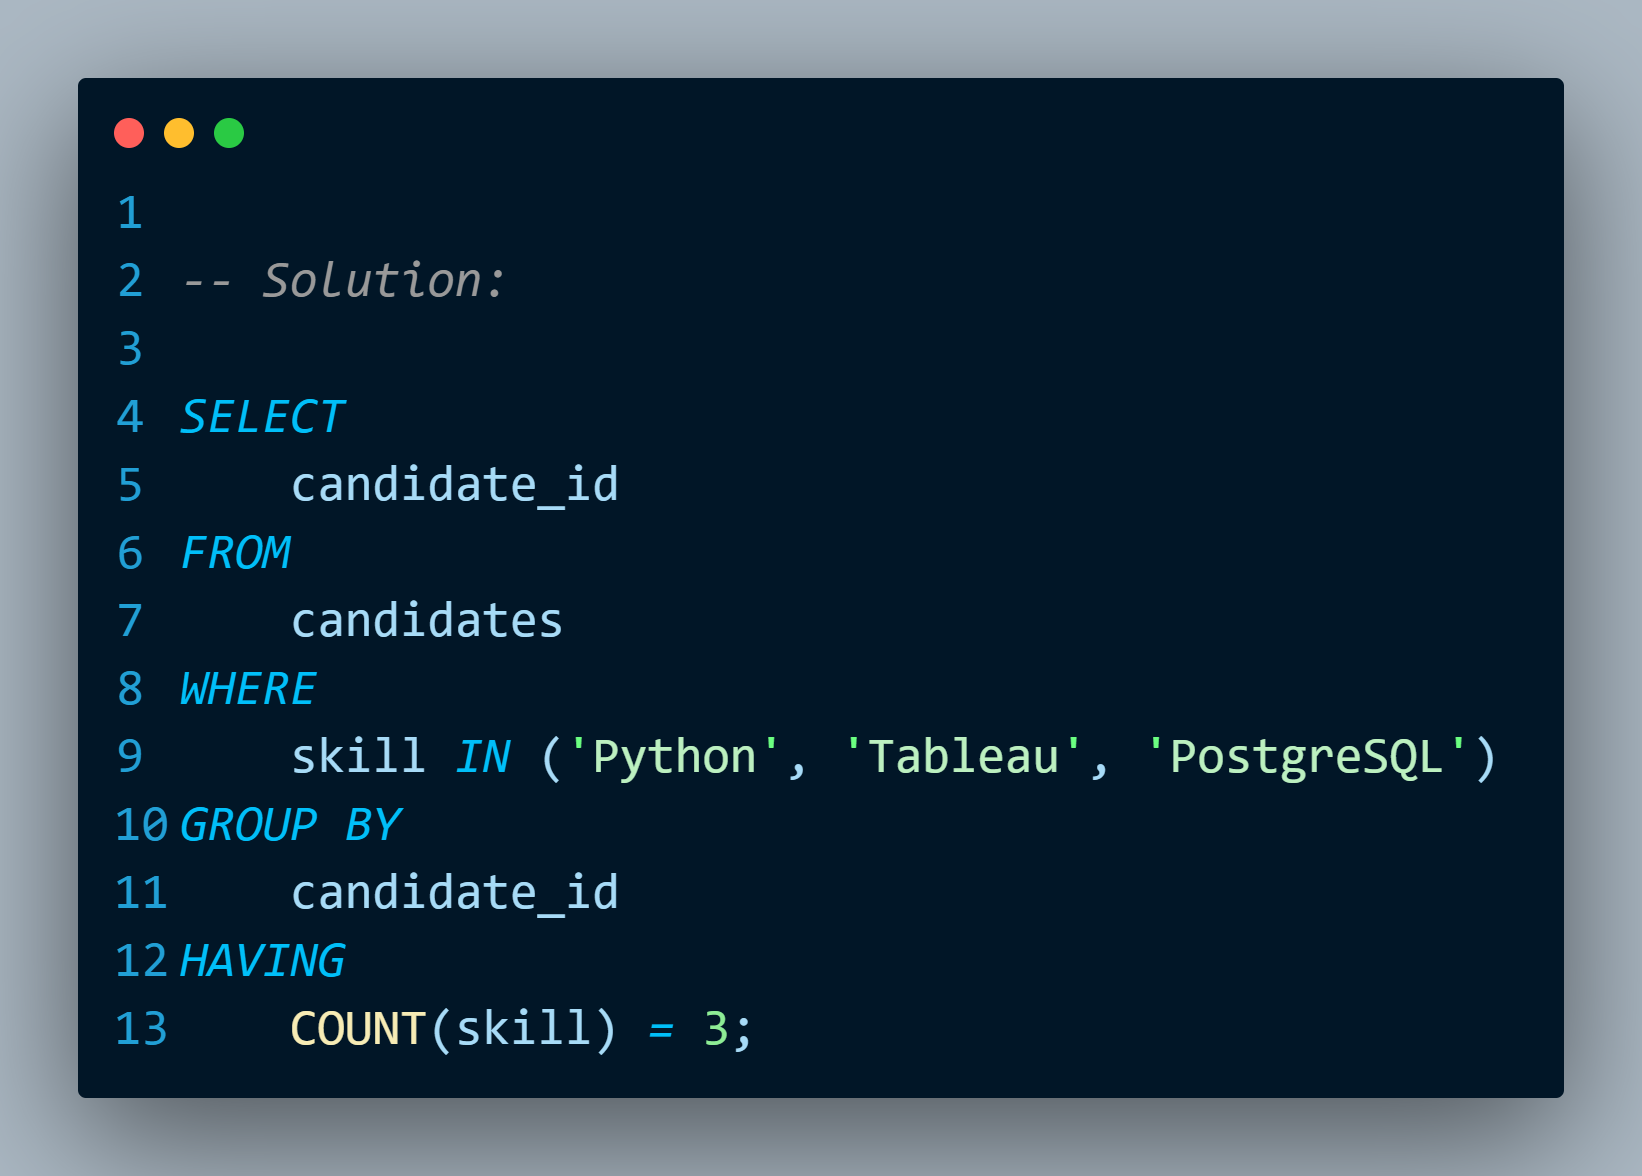 1
2 -- Solution:
3
4 SELECT
5     candidate_id
6 FROM
7     candidates
8 WHERE
9     skill IN ('Python', 'Tableau', 'PostgreSQL')
10 GROUP BY
11     candidate_id
12 HAVING
13     COUNT(skill) = 3;